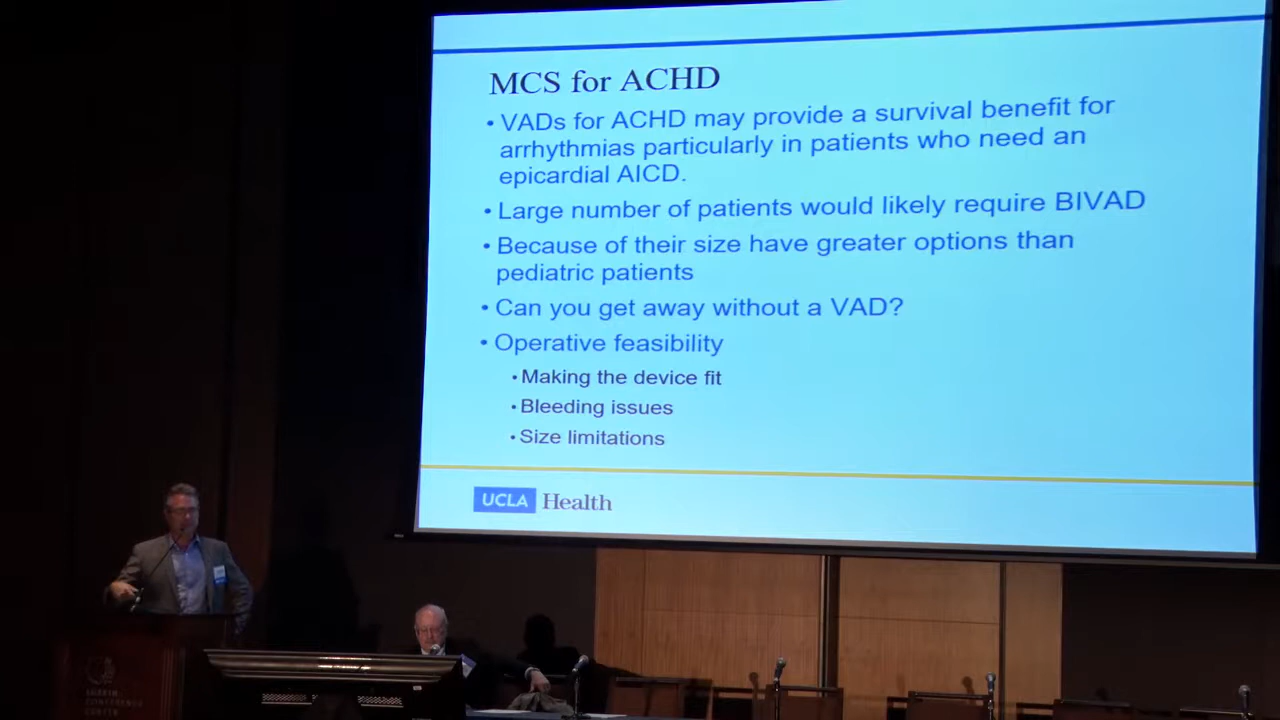 MCS for ACHD
• VADs for ACHD may provide a survival benefit for
arrhythmias particularly in patients who need an
epicardial AICD.
• Large number of patients would likely require BIVAD
• Because of their size have greater options than
pediatric patients
• Can you get away without a VAD?
• Operative feasibility
• Making the device fit
• Bleeding issues
• Size limitations
UCLA Health
CONFERENCE
CENTER